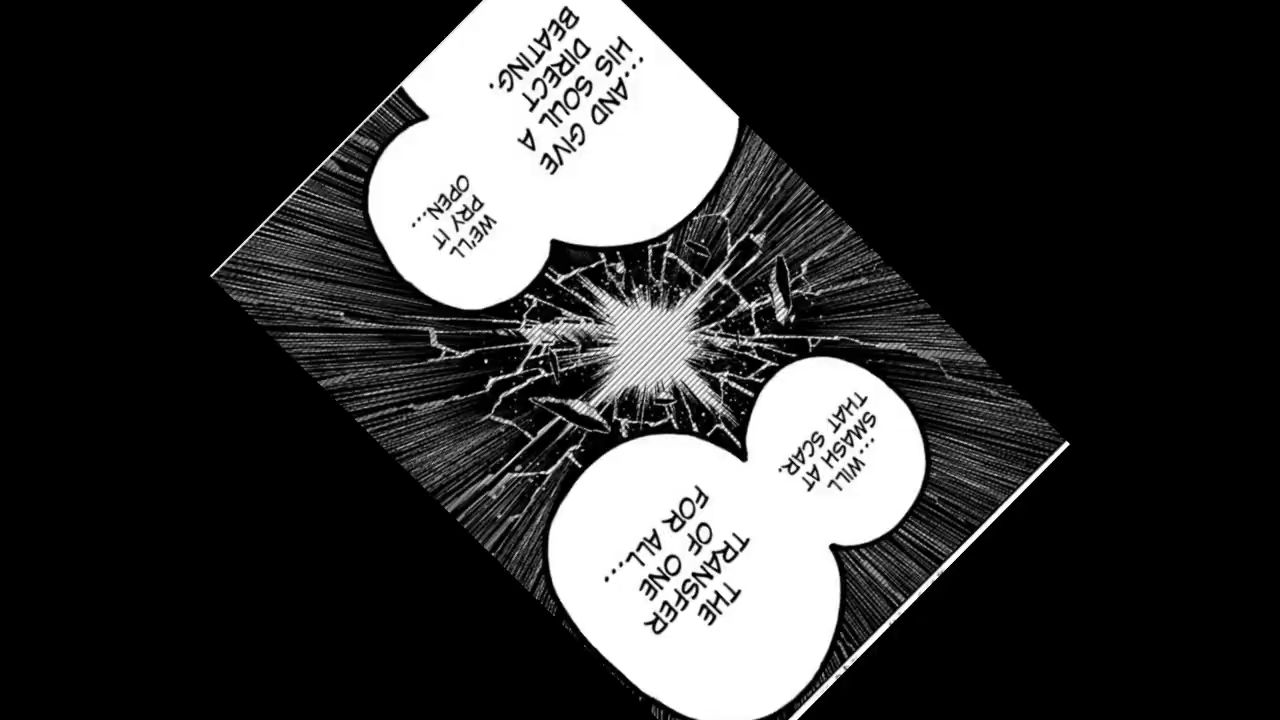 THE
TRANSFER
OF ONE
FOR ALL...
...WILL
SMASH AT
THAT SCAR.
WE'LL
PRY IT
OPEN...
...AND GIVE
HIS SOUL A
DIRECT
BEATING.